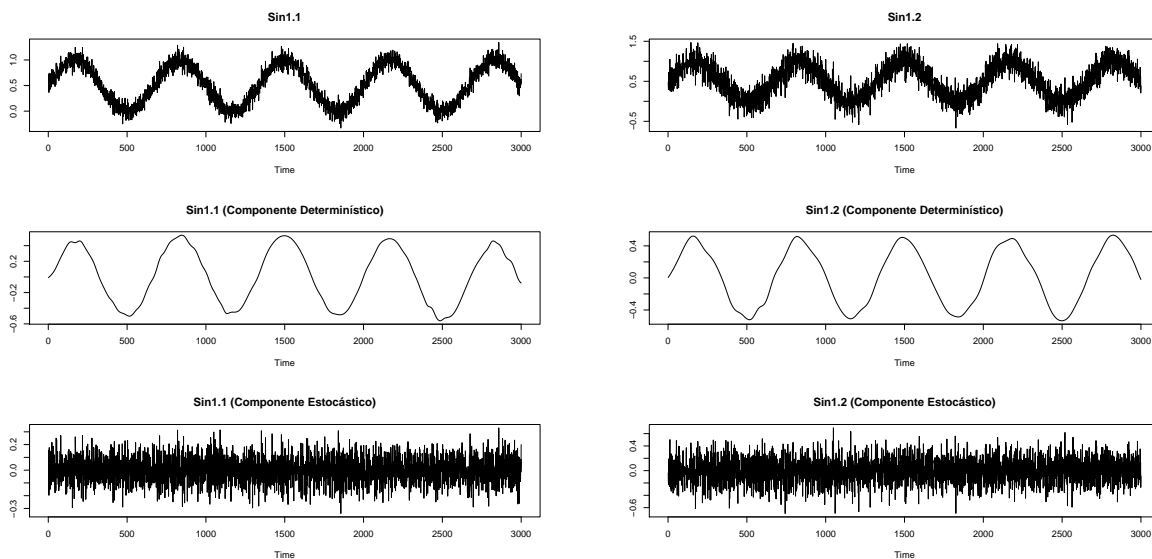 Sin1.1
0.0 0.5 1.0
0 500 1000 1500 2000 2500 3000
Time
Sin1.2
-0.5 0.5 1.5
0 500 1000 1500 2000 2500 3000
Time
Sin1.1 (Componente Determinístico)
−0.6 −0.2 0.2
0 500 1000 1500 2000 2500 3000
Time
Sin1.2 (Componente Determinístico)
−0.4 0.0 0.4
0 500 1000 1500 2000 2500 3000
Time
Sin1.1 (Componente Estocástico)
−0.3 0.0 0.2
0 500 1000 1500 2000 2500 3000
Time
Sin1.2 (Componente Estocástico)
−0.6 0.0 0.4
0 500 1000 1500 2000 2500 3000
Time